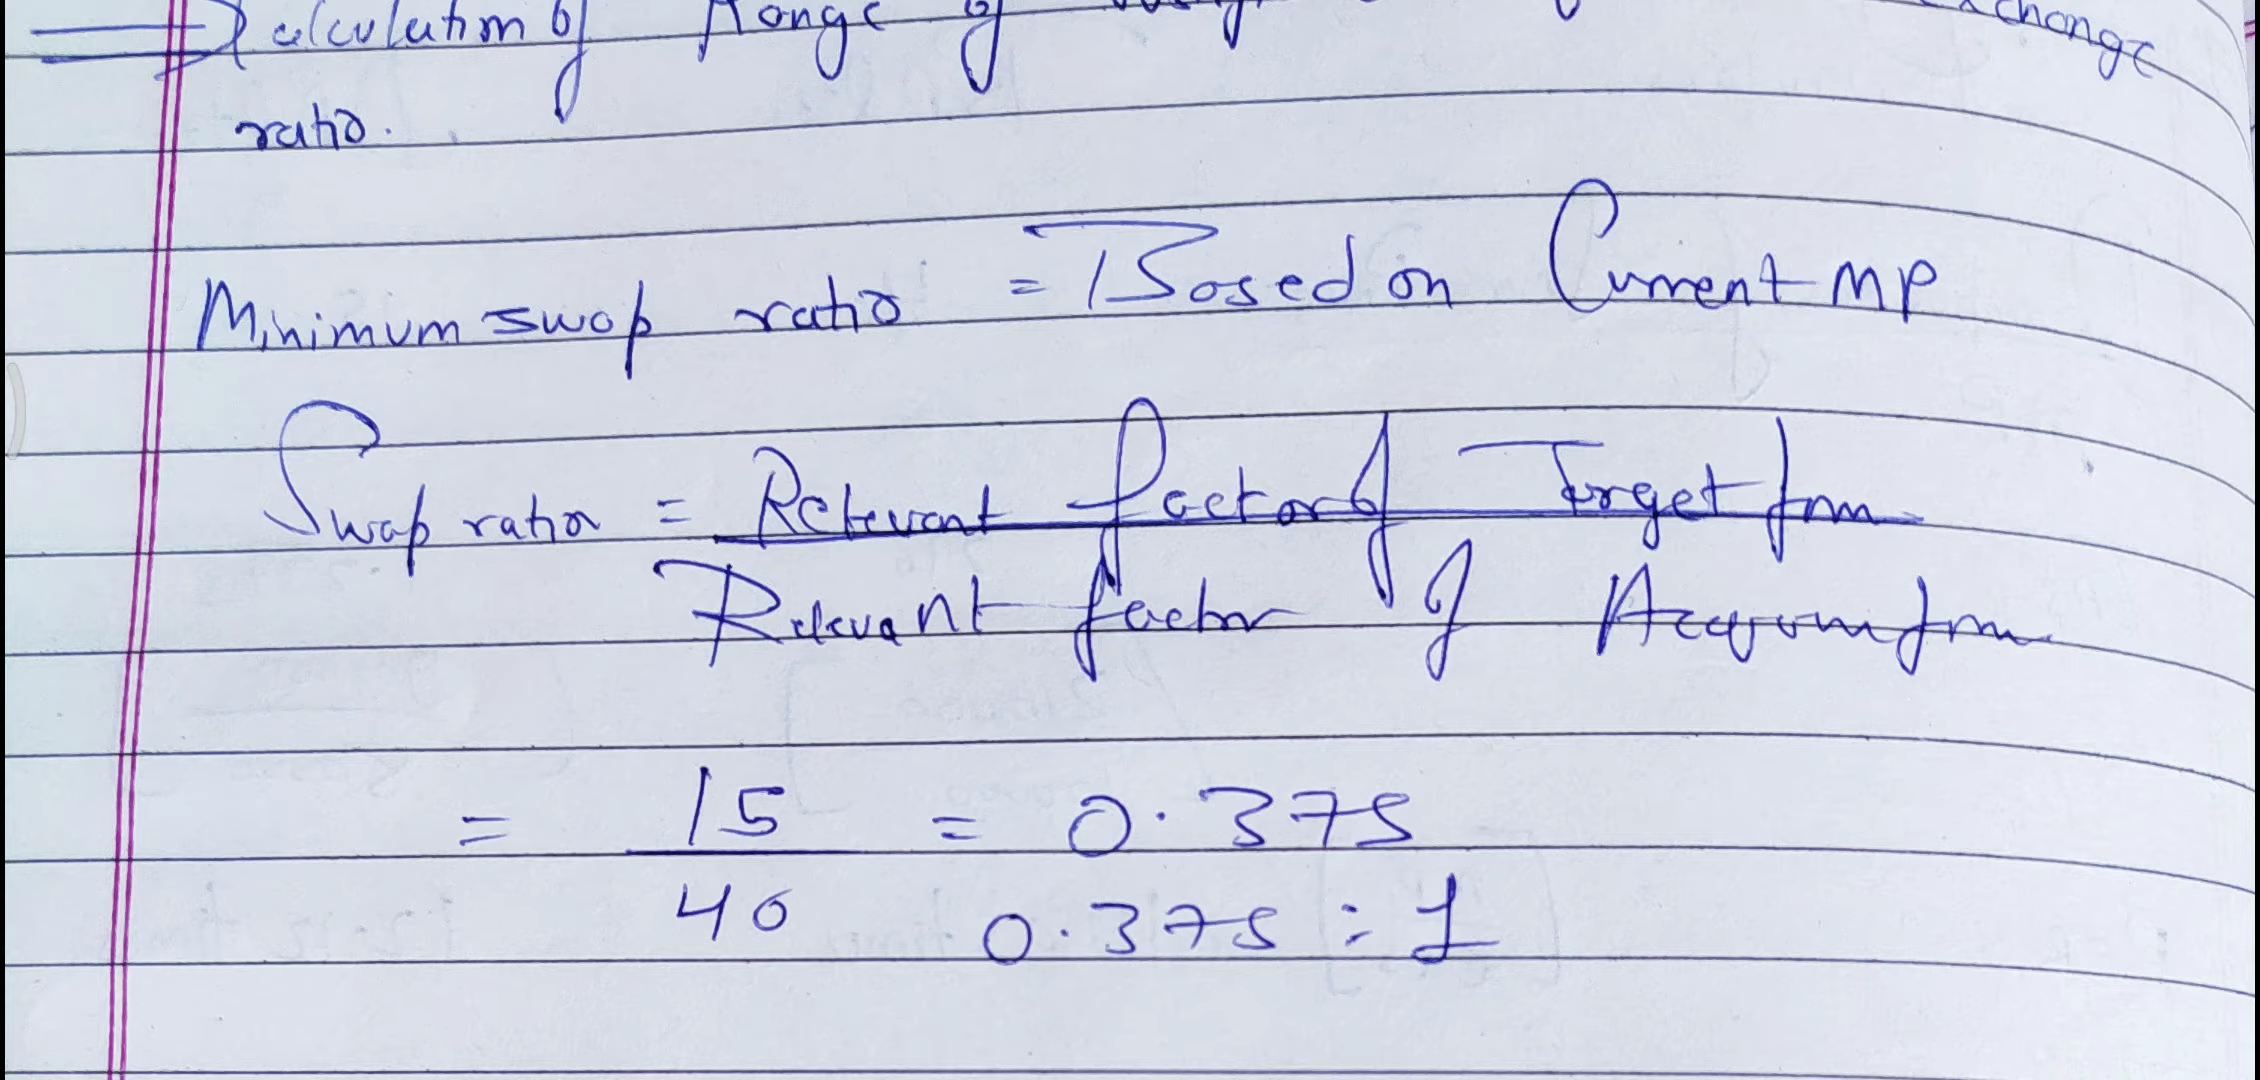 Calculation of Range of exchange
ratio.
Minimum swap ratio = Based on Current MP
Swap ratio = Relevant factor of Target firm
Relevant factor of Acquirer firm
= 15 = 0.375
40 0.375 : 1